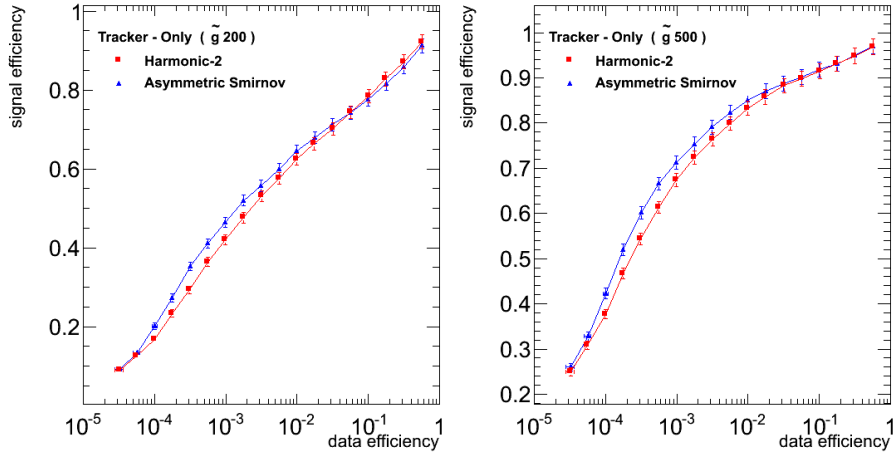 signal efficiency
1
0.8
0.6
0.4
0.2
Tracker - Only ( g̃ 200 )
Harmonic-2
Asymmetric Smirnov
10⁻⁵ 10⁻⁴ 10⁻³ 10⁻² 10⁻¹ 1
data efficiency
signal efficiency
1
0.9
0.8
0.7
0.6
0.5
0.4
0.3
0.2
Tracker - Only ( g̃ 500 )
Harmonic-2
Asymmetric Smirnov
10⁻⁵ 10⁻⁴ 10⁻³ 10⁻² 10⁻¹ 1
data efficiency